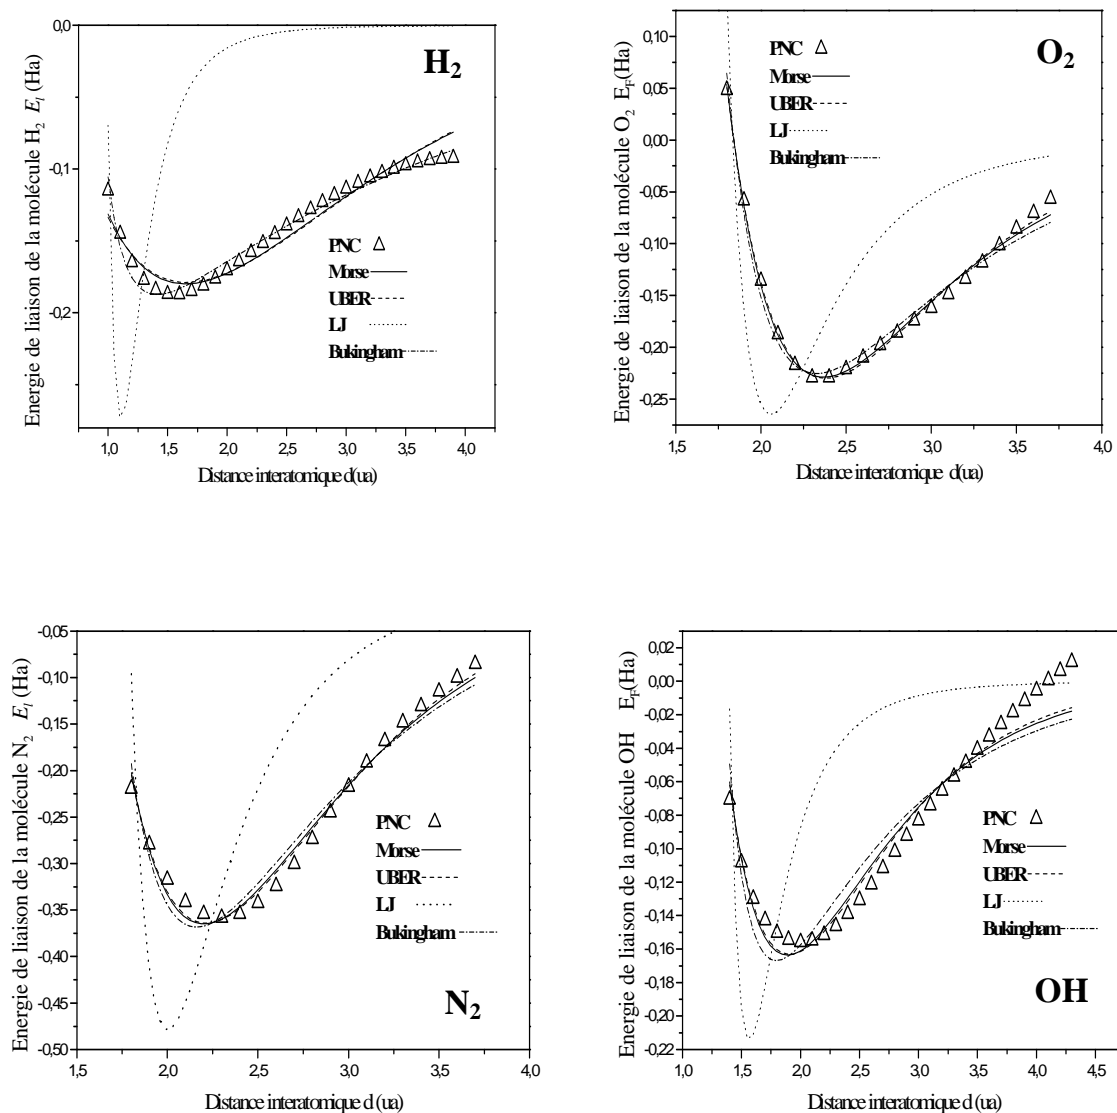 Energie de liaison de la molécule H2 El (Ha)
0,0
-0,1
-0,2
H2
PNC
Morse
UBER
LJ
Bukingham
1,0 1,5 2,0 2,5 3,0 3,5 4,0
Distance interatomique d(ua)
Energie de liaison de la molécule O2 EF(Ha)
0,10
0,05
0,00
-0,05
-0,10
-0,15
-0,20
-0,25
PNC
Morse
UBER
LJ
Bukingham
O2
1,5 2,0 2,5 3,0 3,5 4,0
Distance interatomique d(ua)
Energie de liaison de la molécule N2 El (Ha)
-0,05
-0,10
-0,15
-0,20
-0,25
-0,30
-0,35
-0,40
-0,45
-0,50
PNC
Morse
UBER
LJ
Bukingham
N2
2,0 2,5 3,0 3,5 4,0
Distance interatomique d (ua)
Energie de liaison de la molécule OH EF(Ha)
0,02
0,00
-0,02
-0,04
-0,06
-0,08
-0,10
-0,12
-0,14
-0,16
-0,18
-0,20
-0,22
PNC
Morse
UBER
LJ
Bukingham
OH
1,0 1,5 2,0 2,5 3,0 3,5 4,0 4,5
Distance interatomique d(ua)